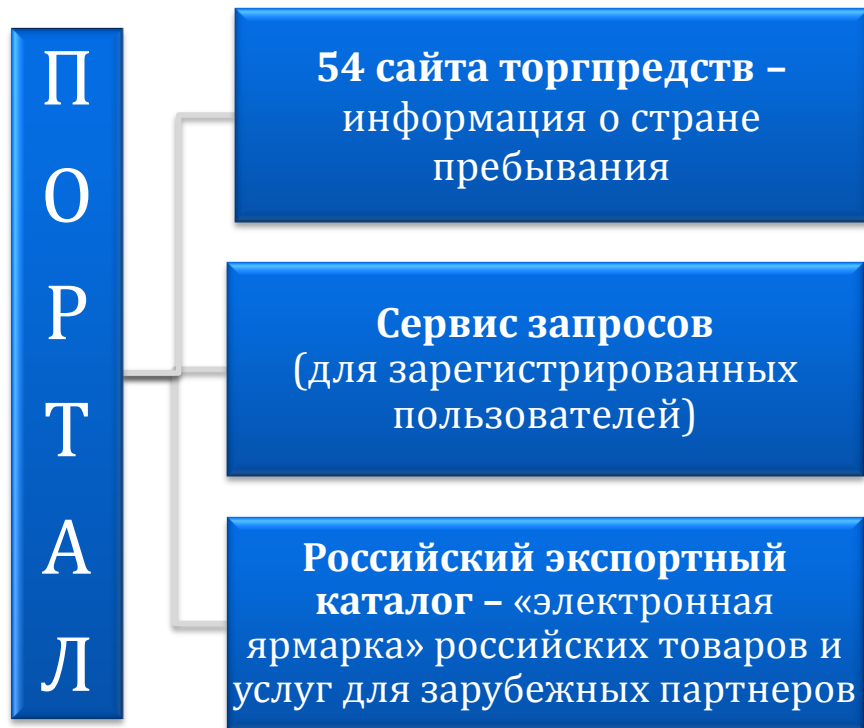 ПОРТАЛ
54 сайта торгпредств –
информация о стране
пребывания
Сервис запросов
(для зарегистрированных
пользователей)
Российский экспортный
каталог – «электронная
ярмарка» российских товаров и
услуг для зарубежных партнеров